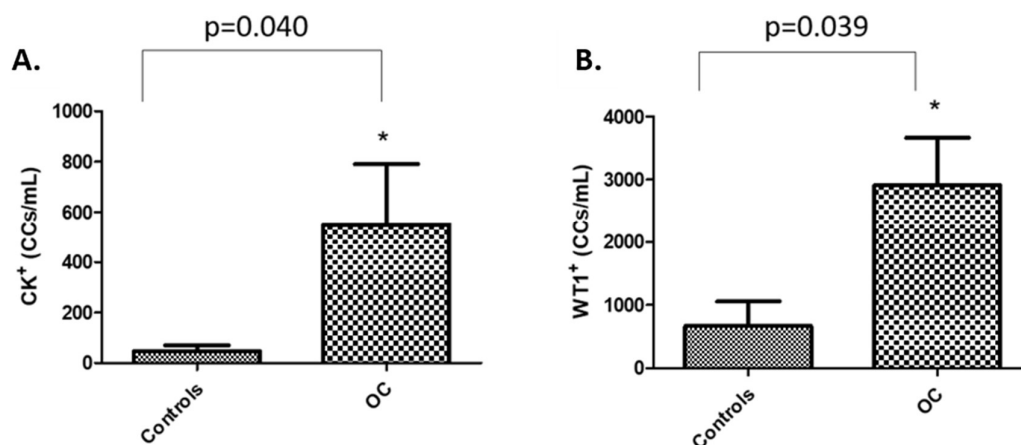 A.
p=0.040
1000
800
600
400
200
0
CK⁺ (CCs/mL)
*
Controls
OC
B.
p=0.039
4000
3000
2000
1000
0
WT1⁺ (CCs/mL)
*
Controls
OC